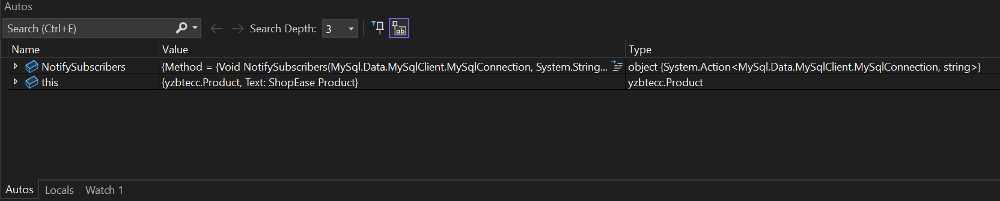 Autos
Search (Ctrl+E) Search Depth: 3
Name Value Type
NotifySubscribers {Method = {Void NotifySubscribers(MySql.Data.MySqlClient.MySqlConnection, System.String... object {System.Action<MySql.Data.MySqlClient.MySqlConnection, string>}
this {yzbtecc.Product, Text: ShopEase Product} yzbtecc.Product
Autos Locals Watch 1